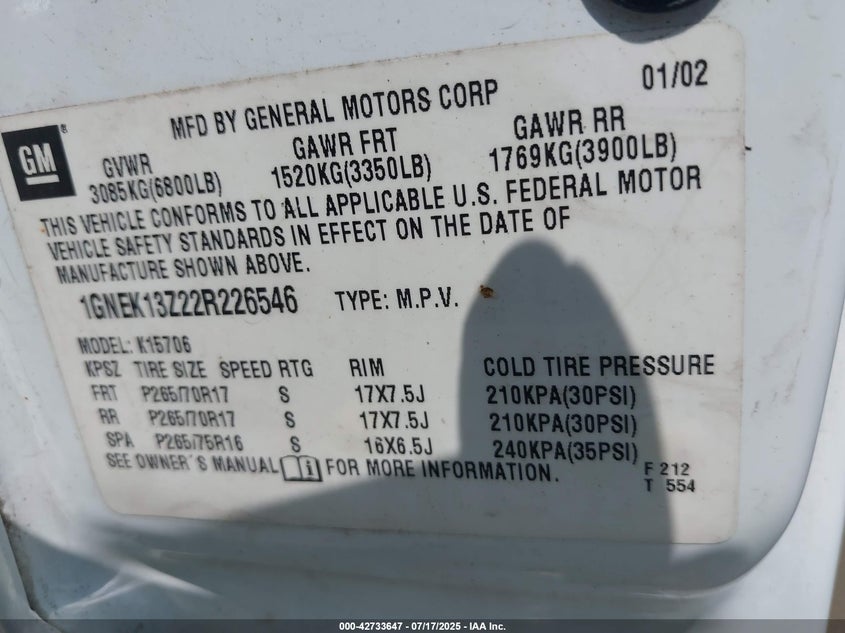 01/02
MFD BY GENERAL MOTORS CORP
GM®
GVWR GAWR FRT GAWR RR
3085KG(6800LB) 1520KG(3350LB) 1769KG(3900LB)
THIS VEHICLE CONFORMS TO ALL APPLICABLE U.S. FEDERAL MOTOR
VEHICLE SAFETY STANDARDS IN EFFECT ON THE DATE OF
MANUFACTURE SHOWN ABOVE.
1GNEK13Z22R226546 TYPE: M.P.V.
MODEL: K15706
KPSZ TIRE SIZE SPEED RTG RIM COLD TIRE PRESSURE
FRT P265/70R17 S 17X7.5J 210KPA(30PSI)
RR P265/70R17 S 17X7.5J 210KPA(30PSI)
SPA P265/75R16 S 16X6.5J 240KPA(35PSI)
SEE OWNER'S MANUAL FOR MORE INFORMATION.
F 212
T 554
000-42733647 / 07/17/2025 - IAA Inc.